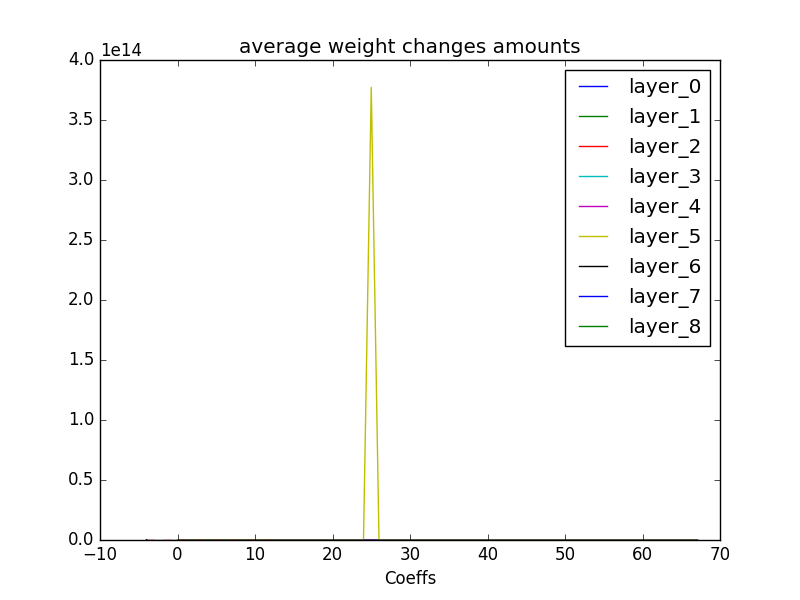 average weight changes amounts
1e14
4.0
3.5
3.0
2.5
2.0
1.5
1.0
0.5
0.0
layer_0
layer_1
layer_2
layer_3
layer_4
layer_5
layer_6
layer_7
layer_8
−10 0 10 20 30 40 50 60 70
Coeffs